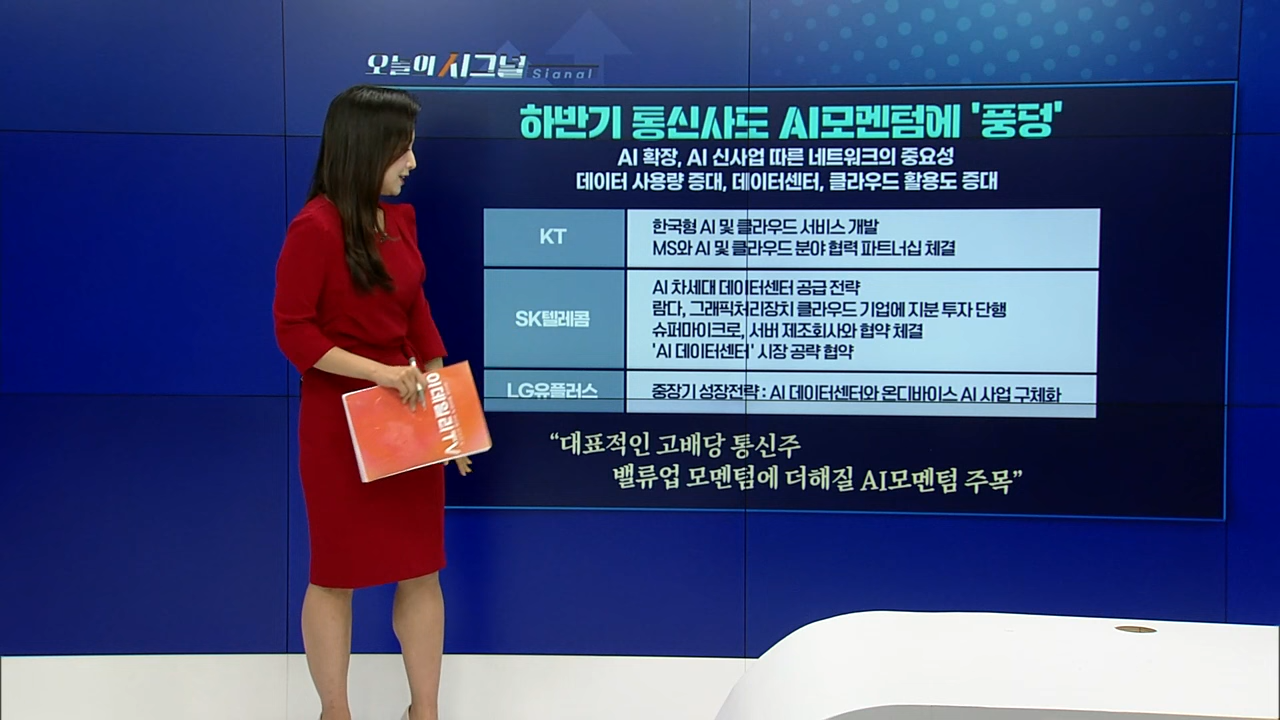 오늘의 시그널
Signal
하반기 통신사도 AI모멘텀에 '풍덩'
AI 확장, AI 신사업 따른 네트워크의 중요성
데이터 사용량 증대, 데이터센터, 클라우드 활용도 증대
KT
한국형 AI 및 클라우드 서비스 개발
MS와 AI 및 클라우드 분야 협력 파트너십 체결
SK텔레콤
AI 차세대 데이터센터 공급 전략
람다, 그래픽처리장치 클라우드 기업에 지분 투자 단행
슈퍼마이크로, 서버 제조회사와 협약 체결
'AI 데이터센터' 시장 공략 협약
LG유플러스
중장기 성장전략 : AI 데이터센터와 온디바이스 AI 사업 구체화
“대표적인 고배당 통신주
밸류업 모멘텀에 더해질 AI모멘텀 주목”
이데일리TV